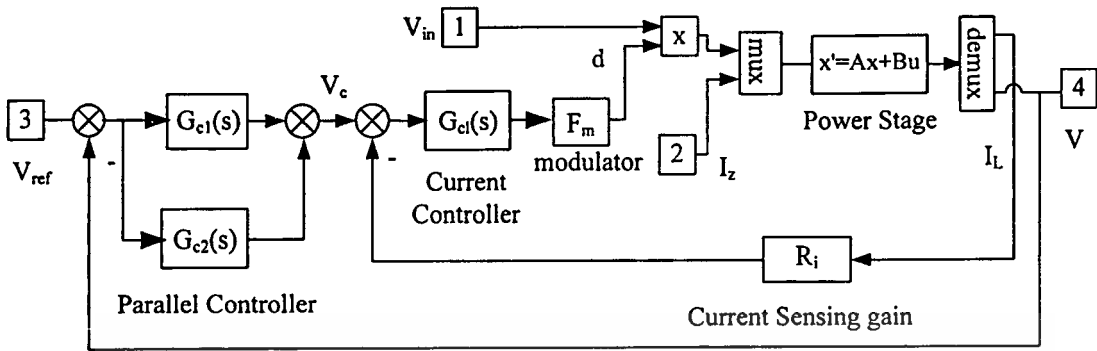 V_in 1
x
d
mux
x'=Ax+Bu
demux
Power Stage
3
V_ref
-
G_c1(s)
G_c2(s)
Parallel Controller
V_c
-
G_cI(s)
Current
Controller
F_m
modulator
2
I_z
4
V
I_L
R_i
Current Sensing gain